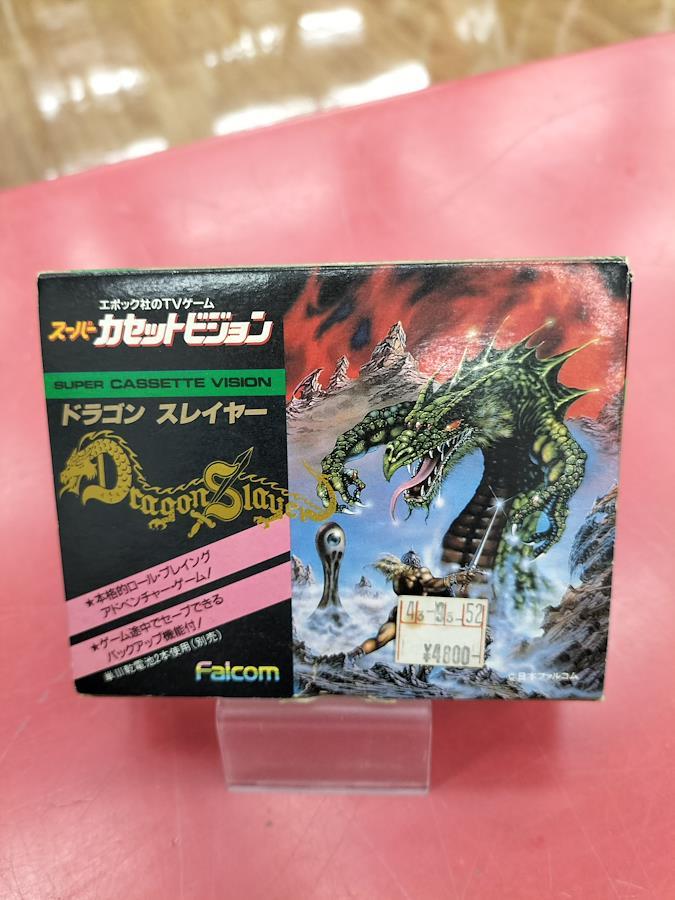 エポック社のTVゲーム
スーパー カセットビジョン
SUPER CASSETTE VISION
ドラゴン スレイヤー
Dragon Slayer
★本格的ロール・プレイング
アドベンチャーゲーム!
★ゲーム途中でセーブできる
バックアップ機能付!
単III乾電池2本使用(別売)
Falcom
¥4800-
©日本ファルコム